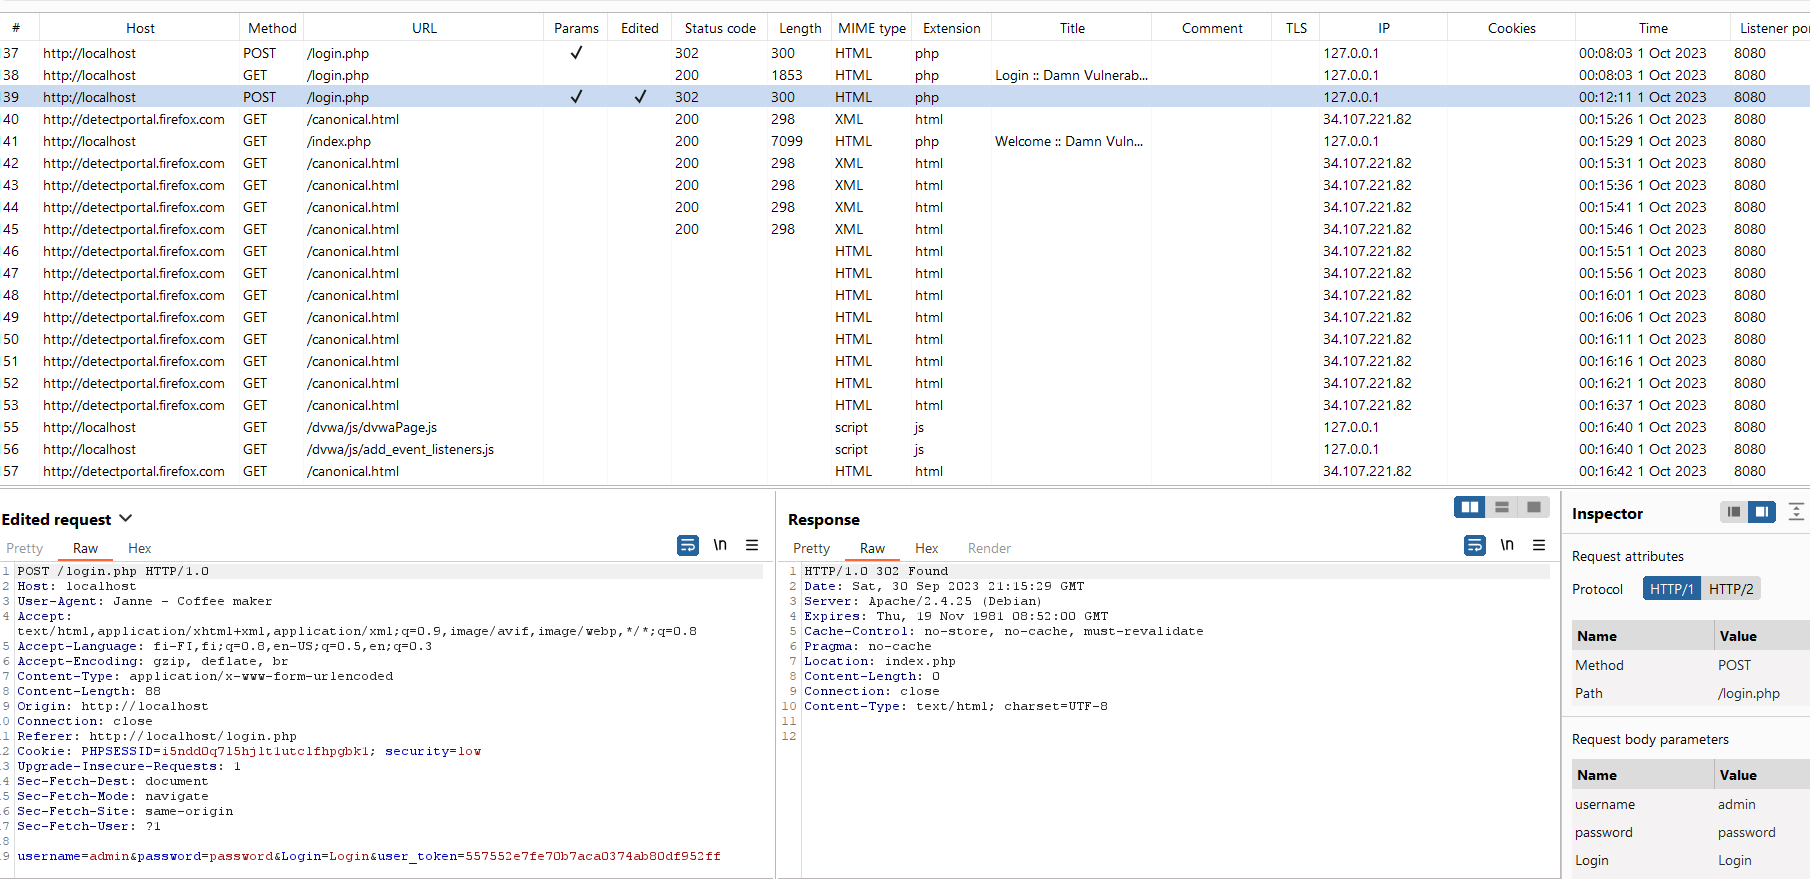 # Host Method URL Params Edited Status code Length MIME type Extension Title Comment TLS IP Cookies Time Listener por
137 http://localhost POST /login.php ✓ 302 300 HTML php 127.0.0.1 00:08:03 1 Oct 2023 8080
138 http://localhost GET /login.php 200 1853 HTML php Login :: Damn Vulnerab... 127.0.0.1 00:08:03 1 Oct 2023 8080
139 http://localhost POST /login.php ✓ ✓ 302 300 HTML php 127.0.0.1 00:12:11 1 Oct 2023 8080
140 http://detectportal.firefox.com GET /canonical.html 200 298 XML html 34.107.221.82 00:15:26 1 Oct 2023 8080
141 http://localhost GET /index.php 200 7099 HTML php Welcome :: Damn Vuln... 127.0.0.1 00:15:29 1 Oct 2023 8080
142 http://detectportal.firefox.com GET /canonical.html 200 298 XML html 34.107.221.82 00:15:31 1 Oct 2023 8080
143 http://detectportal.firefox.com GET /canonical.html 200 298 XML html 34.107.221.82 00:15:36 1 Oct 2023 8080
144 http://detectportal.firefox.com GET /canonical.html 200 298 XML html 34.107.221.82 00:15:41 1 Oct 2023 8080
145 http://detectportal.firefox.com GET /canonical.html 200 298 XML html 34.107.221.82 00:15:46 1 Oct 2023 8080
146 http://detectportal.firefox.com GET /canonical.html HTML html 34.107.221.82 00:15:51 1 Oct 2023 8080
147 http://detectportal.firefox.com GET /canonical.html HTML html 34.107.221.82 00:15:56 1 Oct 2023 8080
148 http://detectportal.firefox.com GET /canonical.html HTML html 34.107.221.82 00:16:01 1 Oct 2023 8080
149 http://detectportal.firefox.com GET /canonical.html HTML html 34.107.221.82 00:16:06 1 Oct 2023 8080
150 http://detectportal.firefox.com GET /canonical.html HTML html 34.107.221.82 00:16:11 1 Oct 2023 8080
151 http://detectportal.firefox.com GET /canonical.html HTML html 34.107.221.82 00:16:16 1 Oct 2023 8080
152 http://detectportal.firefox.com GET /canonical.html HTML html 34.107.221.82 00:16:21 1 Oct 2023 8080
153 http://detectportal.firefox.com GET /canonical.html HTML html 34.107.221.82 00:16:37 1 Oct 2023 8080
155 http://localhost GET /dvwa/js/dvwaPage.js script js 127.0.0.1 00:16:40 1 Oct 2023 8080
156 http://localhost GET /dvwa/js/add_event_listeners.js script js 127.0.0.1 00:16:40 1 Oct 2023 8080
157 http://detectportal.firefox.com GET /canonical.html HTML html 34.107.221.82 00:16:42 1 Oct 2023 8080
Edited request
Pretty Raw Hex \n
1 POST /login.php HTTP/1.0
2 Host: localhost
3 User-Agent: Janne - Coffee maker
4 Accept:
text/html,application/xhtml+xml,application/xml;q=0.9,image/avif,image/webp,*/*;q=0.8
5 Accept-Language: fi-FI,fi;q=0.8,en-US;q=0.5,en;q=0.3
6 Accept-Encoding: gzip, deflate, br
7 Content-Type: application/x-www-form-urlencoded
8 Content-Length: 88
9 Origin: http://localhost
10 Connection: close
11 Referer: http://localhost/login.php
12 Cookie: PHPSESSID=i5ndd0q7l5hjlt1utclfhpgbk1; security=low
13 Upgrade-Insecure-Requests: 1
14 Sec-Fetch-Dest: document
15 Sec-Fetch-Mode: navigate
16 Sec-Fetch-Site: same-origin
17 Sec-Fetch-User: ?1
18
19 username=admin&password=password&Login=Login&user_token=557552e7fe70b7aca0374ab80df952ff
Response
Pretty Raw Hex Render \n
1 HTTP/1.0 302 Found
2 Date: Sat, 30 Sep 2023 21:15:29 GMT
3 Server: Apache/2.4.25 (Debian)
4 Expires: Thu, 19 Nov 1981 08:52:00 GMT
5 Cache-Control: no-store, no-cache, must-revalidate
6 Pragma: no-cache
7 Location: index.php
8 Content-Length: 0
9 Connection: close
10 Content-Type: text/html; charset=UTF-8
11
12
Inspector
Request attributes
Protocol HTTP/1 HTTP/2
Name Value
Method POST
Path /login.php
Request body parameters
Name Value
username admin
password password
Login Login